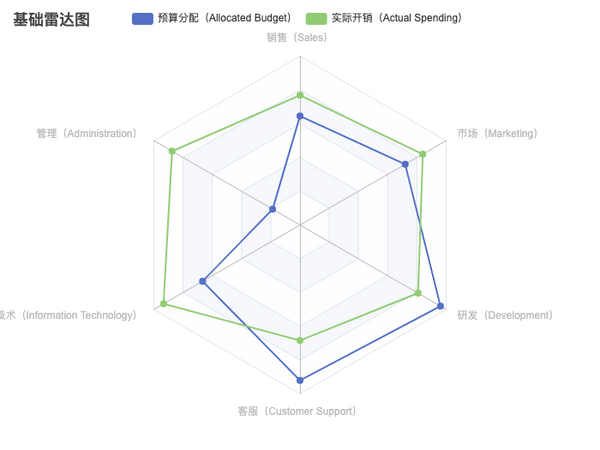 基础雷达图
预算分配（Allocated Budget） 实际开销（Actual Spending）
销售（Sales）
管理（Administration） 市场（Marketing）
术（Information Technology） 研发（Development）
客服（Customer Support）